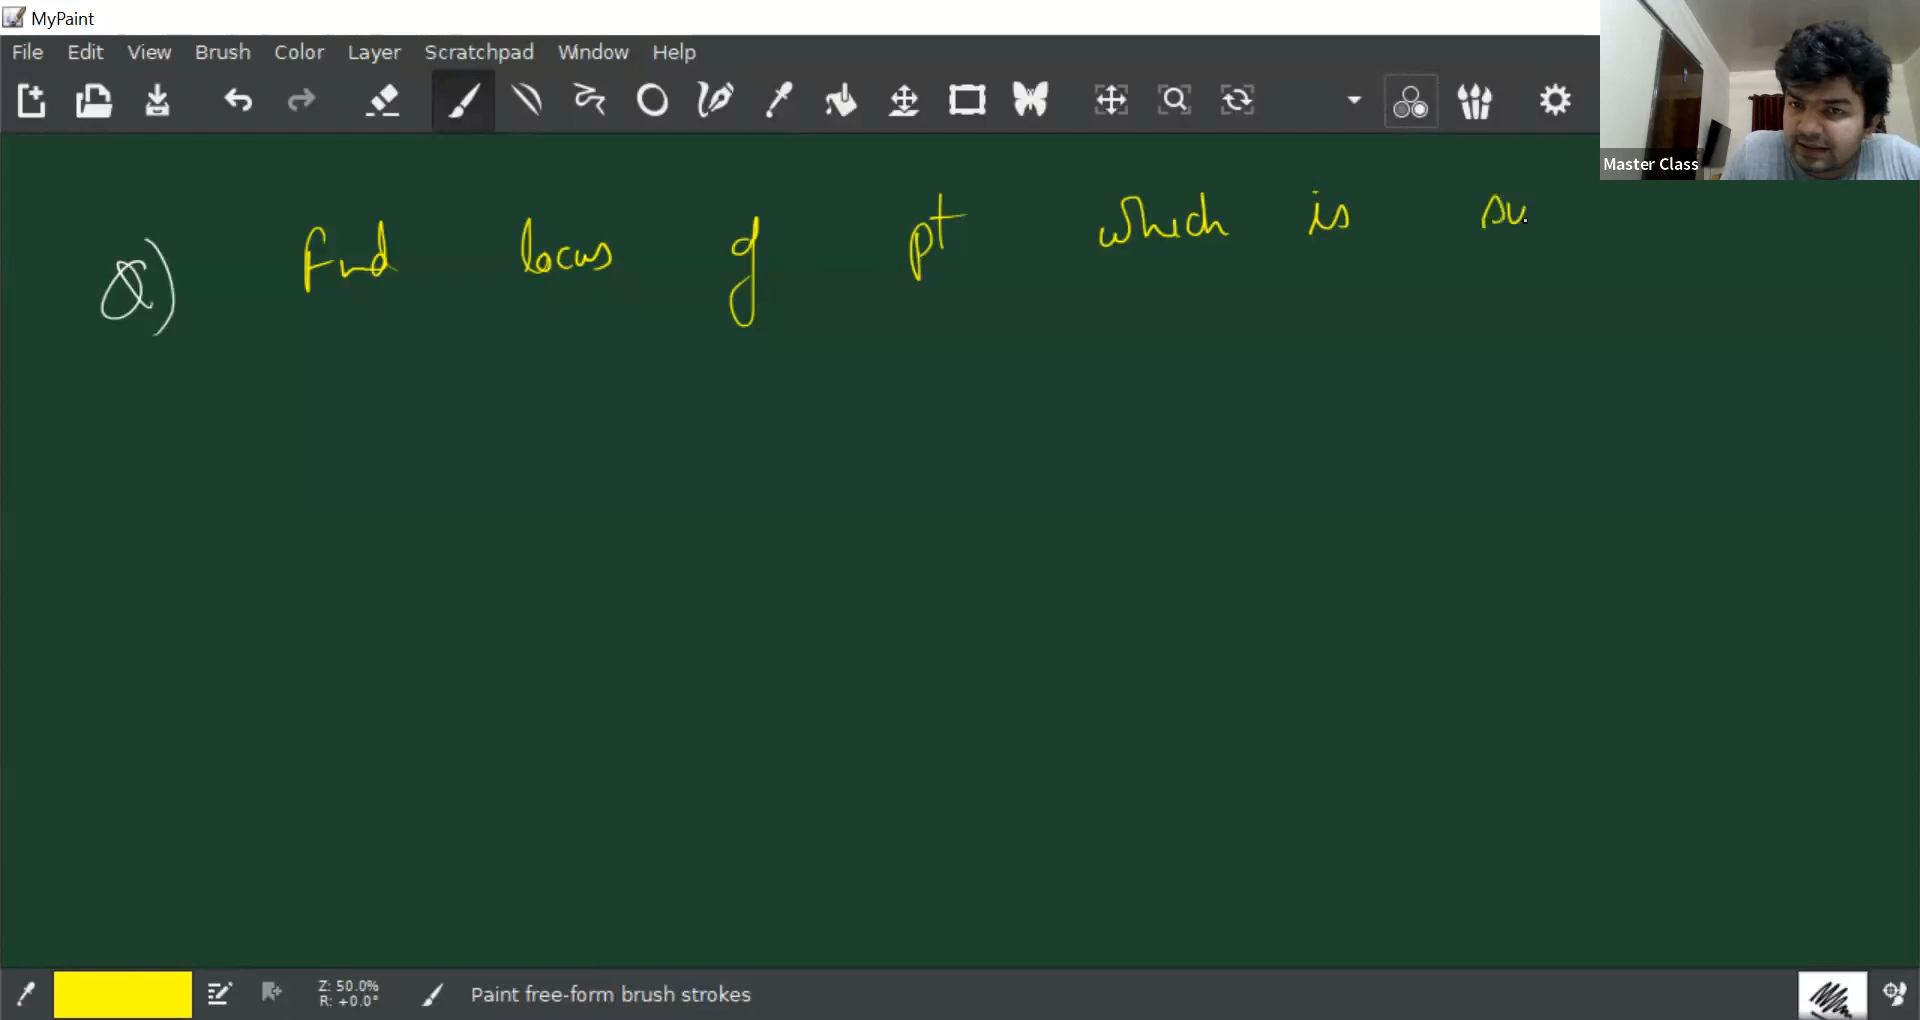 MyPaint
File Edit View Brush Color Layer Scratchpad Window Help
Master Class
Q) Find locus of pt which is su
Z: 50.0%
R: +0.0°
Paint free-form brush strokes